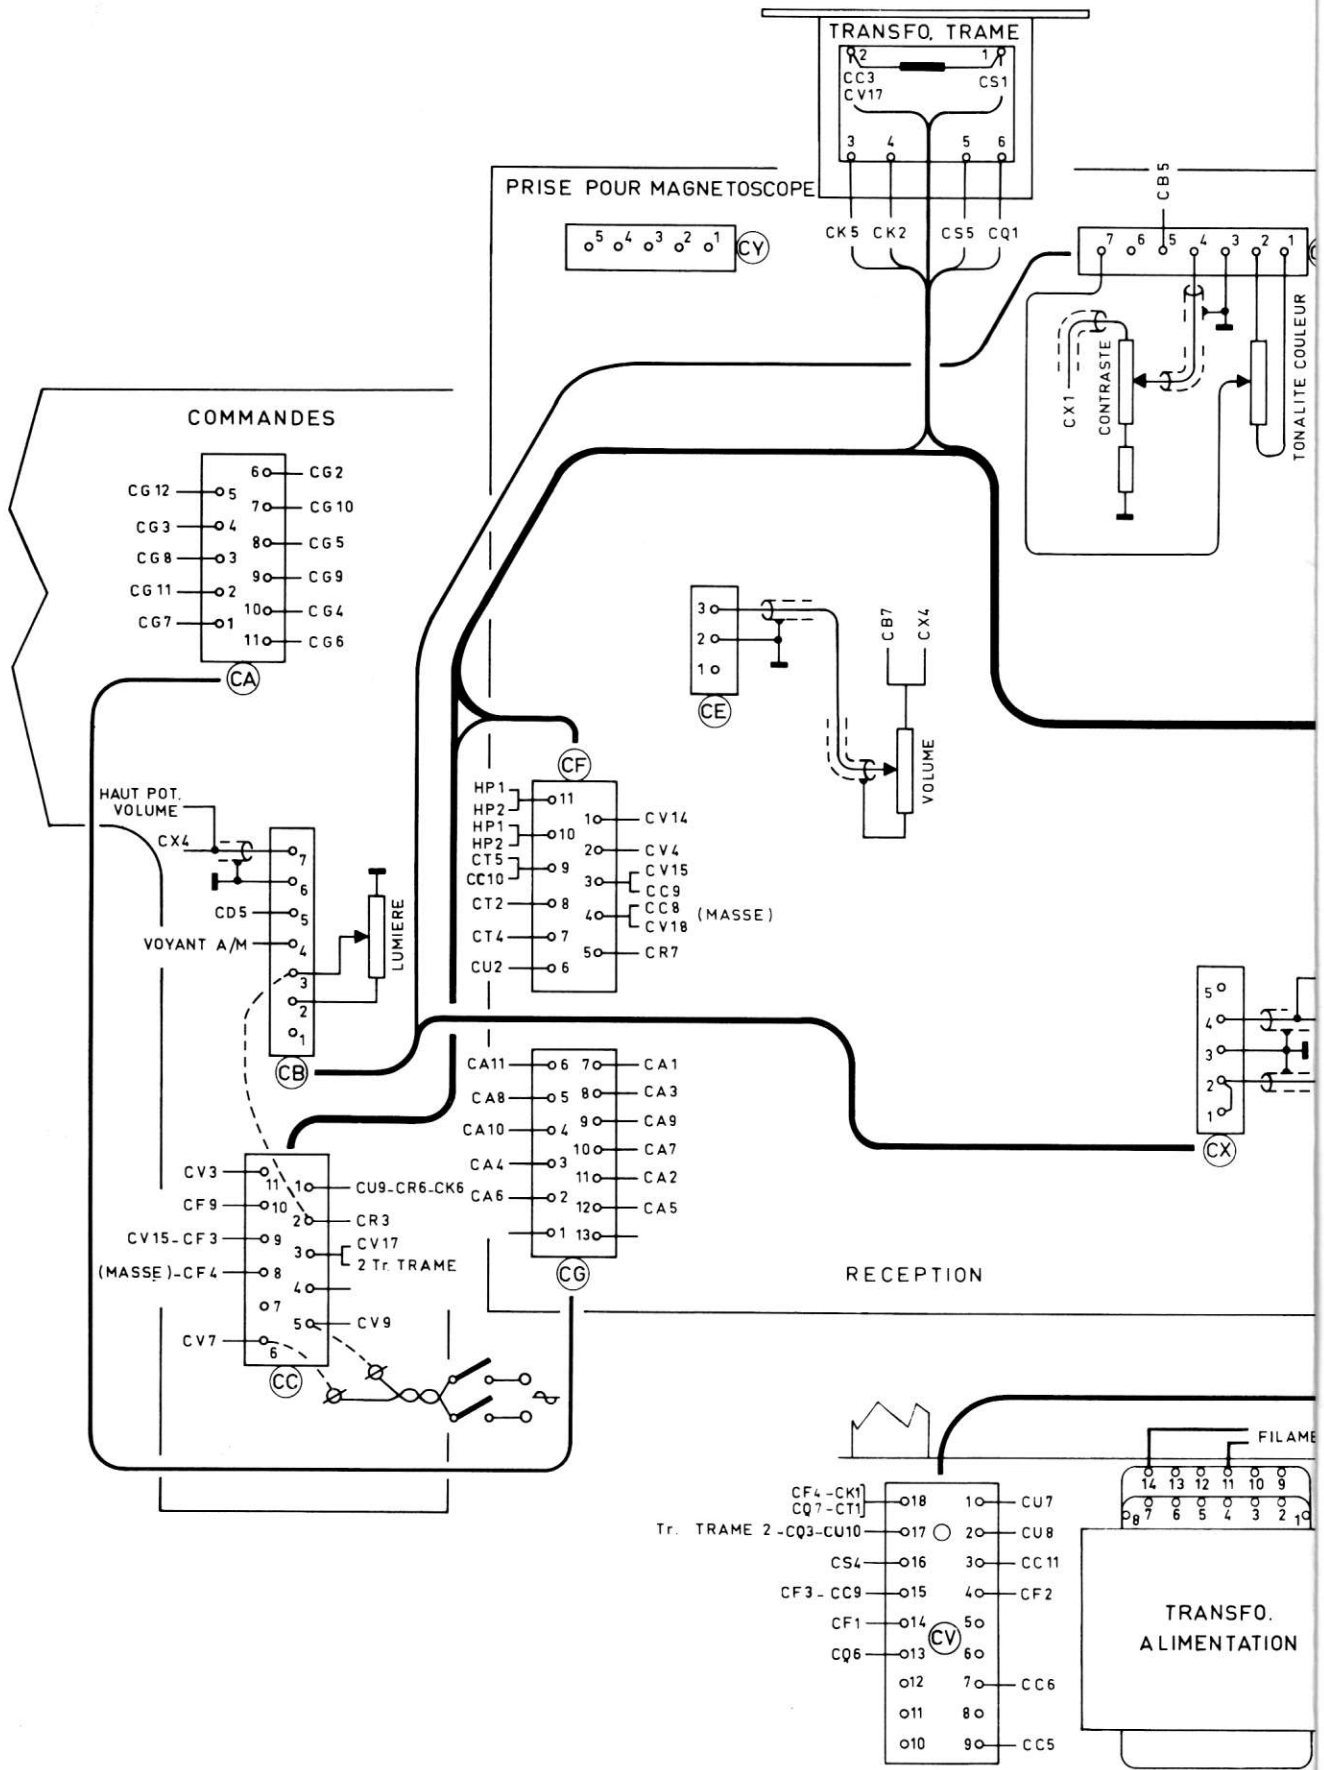 TRANSFO. TRAME
2 1
CC3 CS1
CV17
3 4 5 6
CK5 CK2 CS5 CQ1
PRISE POUR MAGNETOSCOPE
5 4 3 2 1 CY
CB5
7 6 5 4 3 2 1
CX1
CONTRASTE
TONALITE COULEUR
COMMANDES
6 CG2
CG12 5
7 CG10
CG3 4
8 CG5
CG8 3
9 CG9
CG11 2
10 CG4
CG7 1
11 CG6
CA
3
2
1
CE
CB7 CX4
VOLUME
CF
HP1
HP2 11
1 CV14
HP1
HP2 10
2 CV4
CT5
CC10 9
3 CV15
CC9
CT2 8
4 CC8 (MASSE)
CV18
CT4 7
5 CR7
CU2 6
HAUT POT.
VOLUME
CX4 7
6
CD5 5
VOYANT A/M 4
3
2
1
CB
LUMIERE
5
4
3
2
1
CX
CA11 6 7 CA1
CA8 5 8 CA3
CA10 4 9 CA9
CA4 3 10 CA7
CA6 2 11 CA2
12 CA5
1 13
CG
CV3 11 1 CU9-CR6-CK6
CF9 10 2 CR3
CV15-CF3 9 3 CV17
2 Tr. TRAME
(MASSE)-CF4 8 4
7
5 CV9
CV7 6
CC
RECEPTION
FILAME
14 13 12 11 10 9
8 7 6 5 4 3 2 1
TRANSFO.
ALIMENTATION
CF4-CK1
CQ7-CT1 18 1 CU7
Tr. TRAME 2-CQ3-CU10 17 2 CU8
CS4 16 3 CC11
CF3-CC9 15 4 CF2
CF1 14 5
CV
CQ6 13 6
12 7 CC6
11 8
10 9 CC5